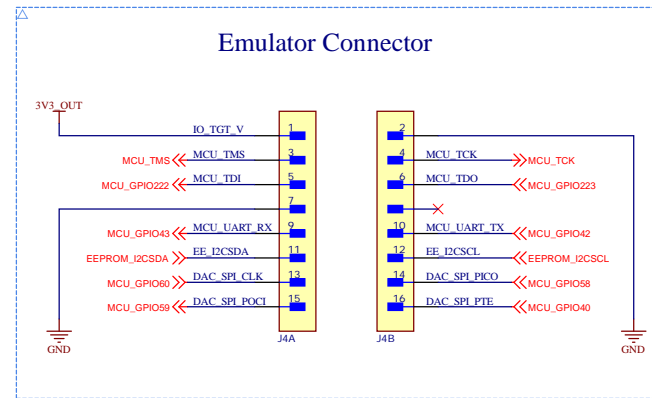 Emulator Connector
3V3_OUT
IO_TGT_V 1 2
MCU_TMS MCU_TMS 3 4 MCU_TCK MCU_TCK
MCU_GPIO222 MCU_TDI 5 6 MCU_TDO MCU_GPIO223
7
MCU_GPIO43 MCU_UART_RX 9 10 MCU_UART_TX MCU_GPIO42
EEPROM_I2CSDA EE_I2CSDA 11 12 EE_I2CSCL EEPROM_I2CSCL
MCU_GPIO60 DAC_SPI_CLK 13 14 DAC_SPI_PICO MCU_GPIO58
MCU_GPIO59 DAC_SPI_POCI 15 16 DAC_SPI_PTE MCU_GPIO40
GND J4A J4B GND